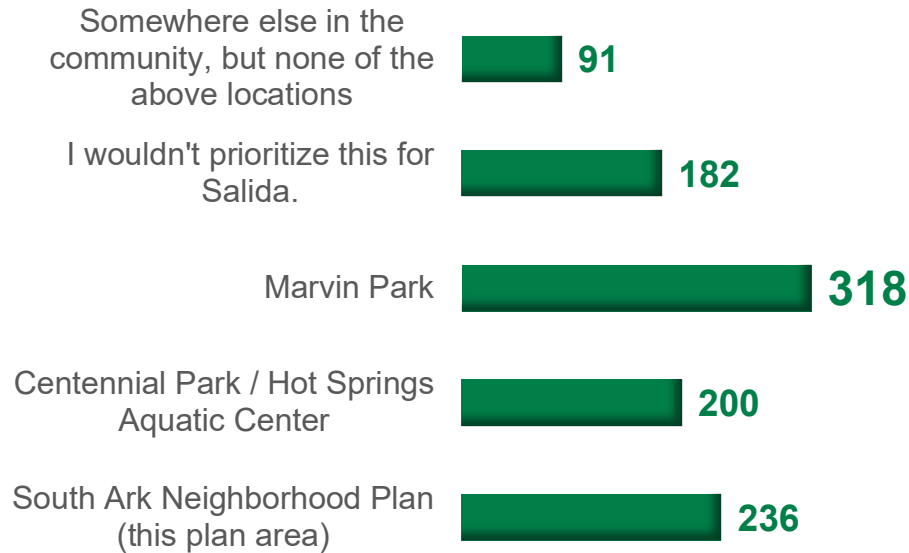 Somewhere else in the
community, but none of the
above locations
91
I wouldn't prioritize this for
Salida.
182
Marvin Park
318
Centennial Park / Hot Springs
Aquatic Center
200
South Ark Neighborhood Plan
(this plan area)
236